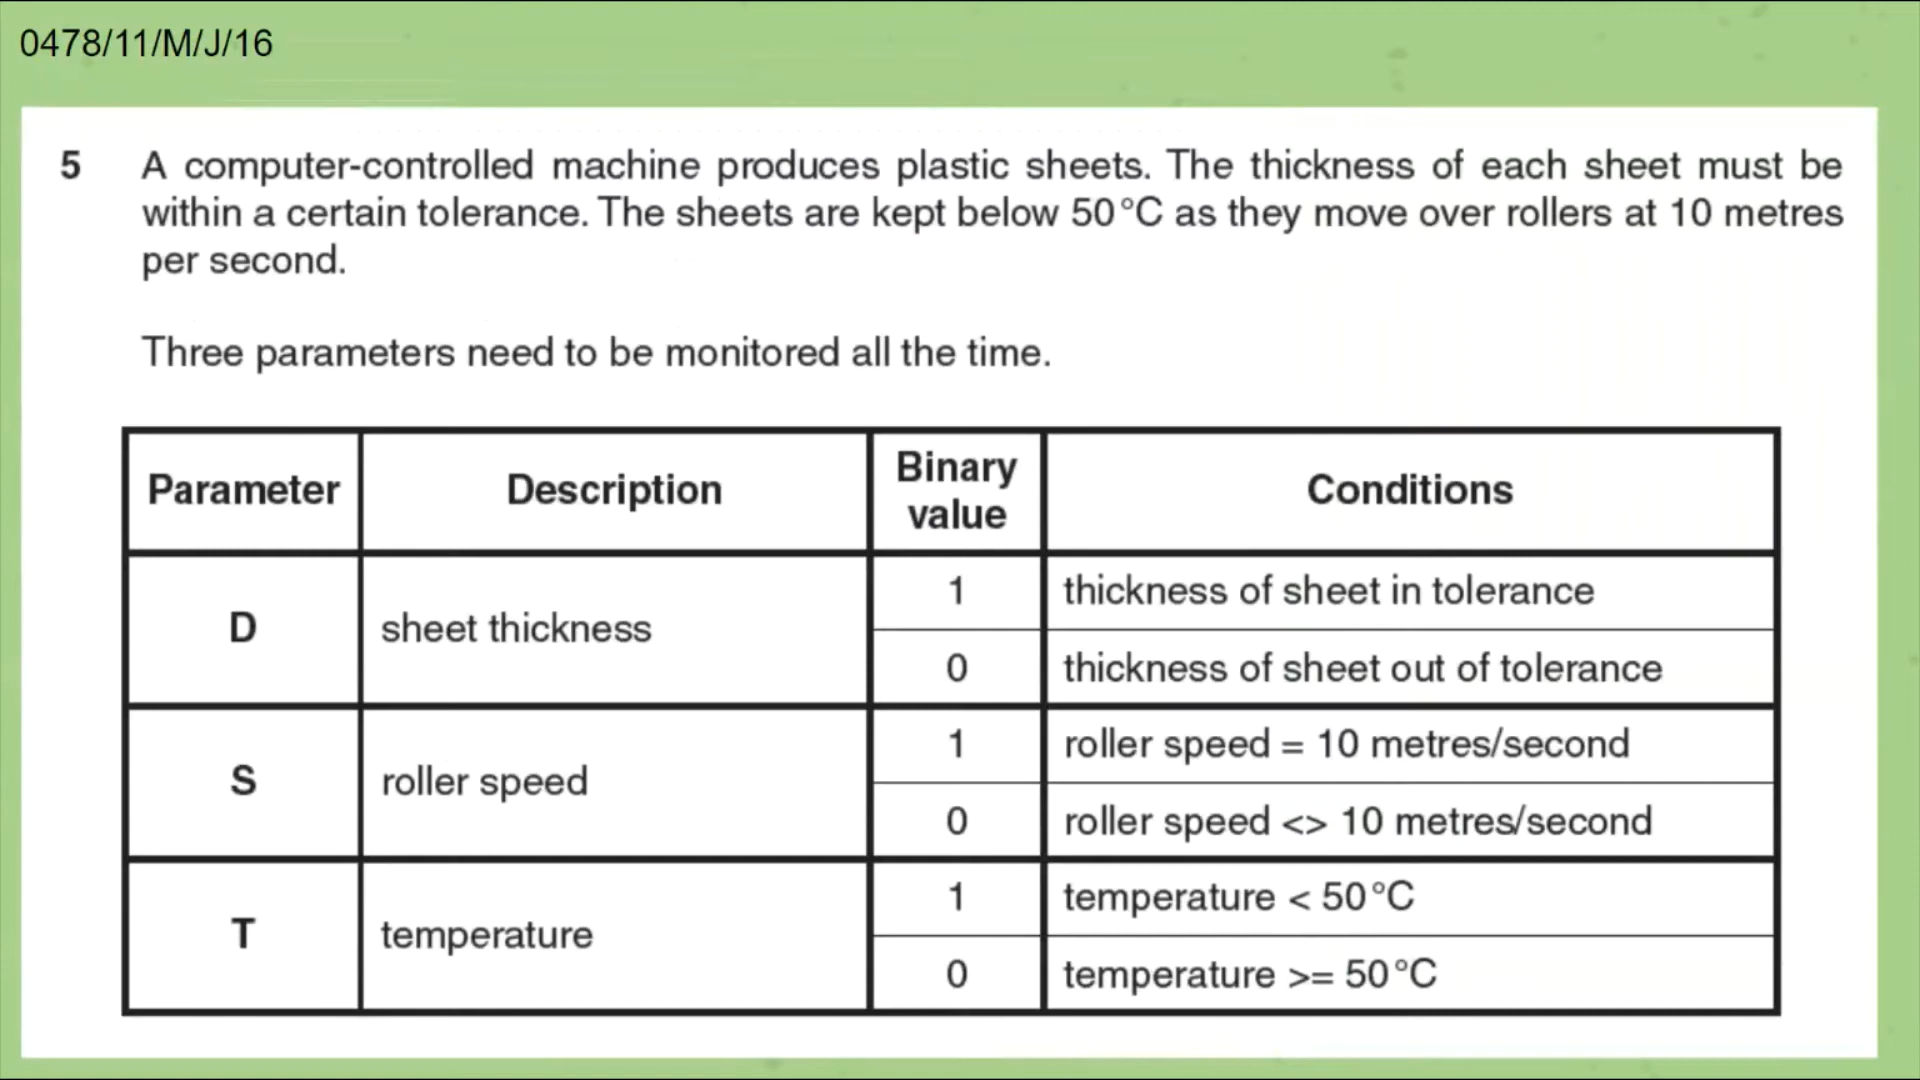 0478/11/M/J/16
5 A computer-controlled machine produces plastic sheets. The thickness of each sheet must be
within a certain tolerance. The sheets are kept below 50 °C as they move over rollers at 10 metres
per second.
Three parameters need to be monitored all the time.
Parameter Description Binary value Conditions
D sheet thickness 1 thickness of sheet in tolerance
0 thickness of sheet out of tolerance
S roller speed 1 roller speed = 10 metres/second
0 roller speed <> 10 metres/second
T temperature 1 temperature < 50 °C
0 temperature >= 50 °C